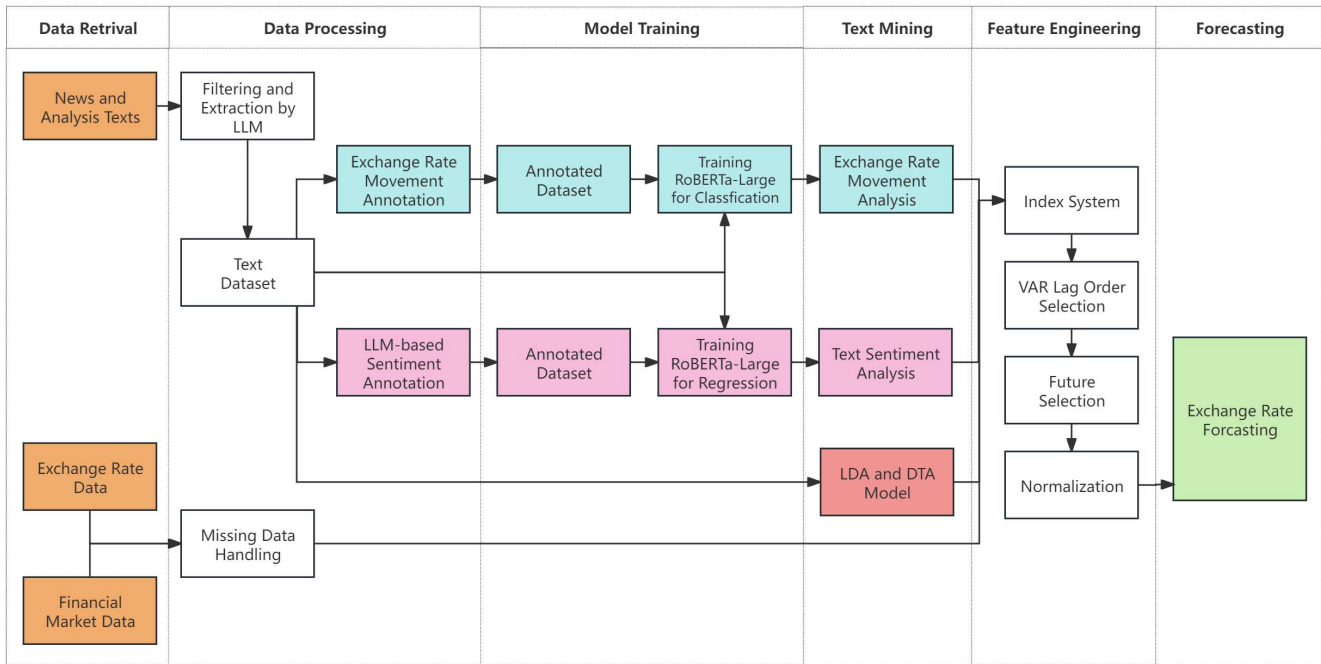 Data Retrival
Data Processing
Model Training
Text Mining
Feature Engineering
Forecasting
News and
Analysis Texts
Filtering and
Extraction by
LLM
Exchange Rate
Movement
Annotation
Annotated
Dataset
Training
RoBERTa-Large
for Classfication
Exchange Rate
Movement
Analysis
Index System
Text
Dataset
VAR Lag Order
Selection
LLM-based
Sentiment
Annotation
Annotated
Dataset
Training
RoBERTa-Large
for Regression
Text Sentiment
Analysis
Future
Selection
Exchange Rate
Forcasting
Exchange Rate
Data
LDA and DTA
Model
Normalization
Missing Data
Handling
Financial
Market Data